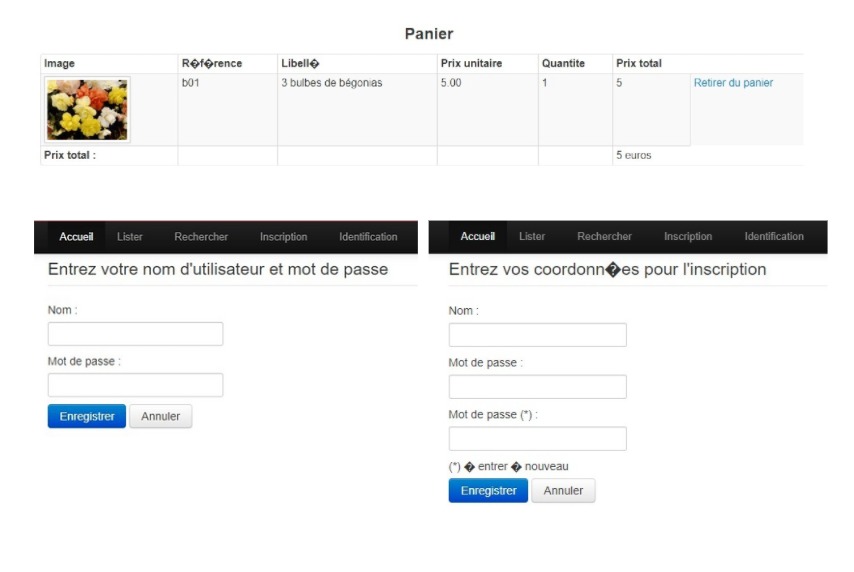 Panier
Image R�f�rence Libell� Prix unitaire Quantite Prix total
b01 3 bulbes de bégonias 5.00 1 5 Retirer du panier
Prix total : 5 euros
Accueil Lister Rechercher Inscription Identification
Entrez votre nom d'utilisateur et mot de passe
Nom :
Mot de passe :
Enregistrer Annuler
Accueil Lister Rechercher Inscription Identification
Entrez vos coordonn�es pour l'inscription
Nom :
Mot de passe :
Mot de passe (*) :
(*) � entrer � nouveau
Enregistrer Annuler